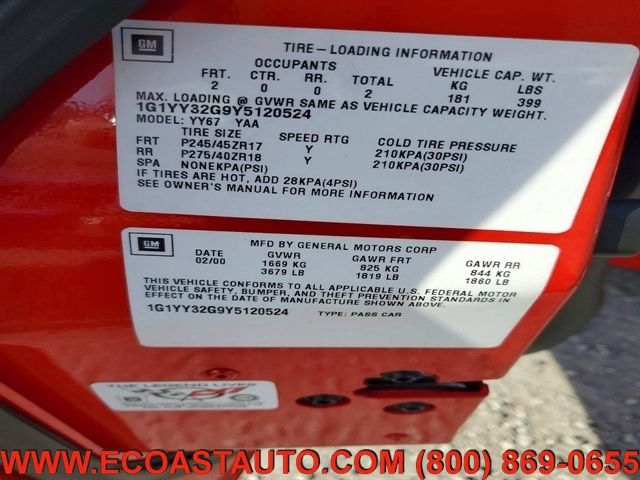 GM
TIRE-LOADING INFORMATION
OCCUPANTS
VEHICLE CAP. WT.
FRT. CTR. RR. TOTAL KG LBS
2 0 0 2 181 399
MAX. LOADING @ GVWR SAME AS VEHICLE CAPACITY WEIGHT.
1G1YY32G9Y5120524
MODEL: YY67 YAA
TIRE SIZE SPEED RTG COLD TIRE PRESSURE
FRT P245/45ZR17 Y 210KPA(30PSI)
RR P275/40ZR18 Y 210KPA(30PSI)
SPA NONEKPA(PSI)
IF TIRES ARE HOT, ADD 28KPA(4PSI)
SEE OWNER'S MANUAL FOR MORE INFORMATION
GM
MFD BY GENERAL MOTORS CORP
DATE GVWR GAWR FRT GAWR RR
02/00 1669 KG 825 KG 844 KG
3679 LB 1819 LB 1860 LB
THIS VEHICLE CONFORMS TO ALL APPLICABLE U.S. FEDERAL MOTOR
VEHICLE SAFETY, BUMPER, AND THEFT PREVENTION STANDARDS IN
EFFECT ON THE DATE OF MANUFACTURE SHOWN ABOVE.
1G1YY32G9Y5120524 TYPE: PASS CAR
THE LEGEND LIVES
WWW.ECOASTAUTO.COM (800) 869-0655